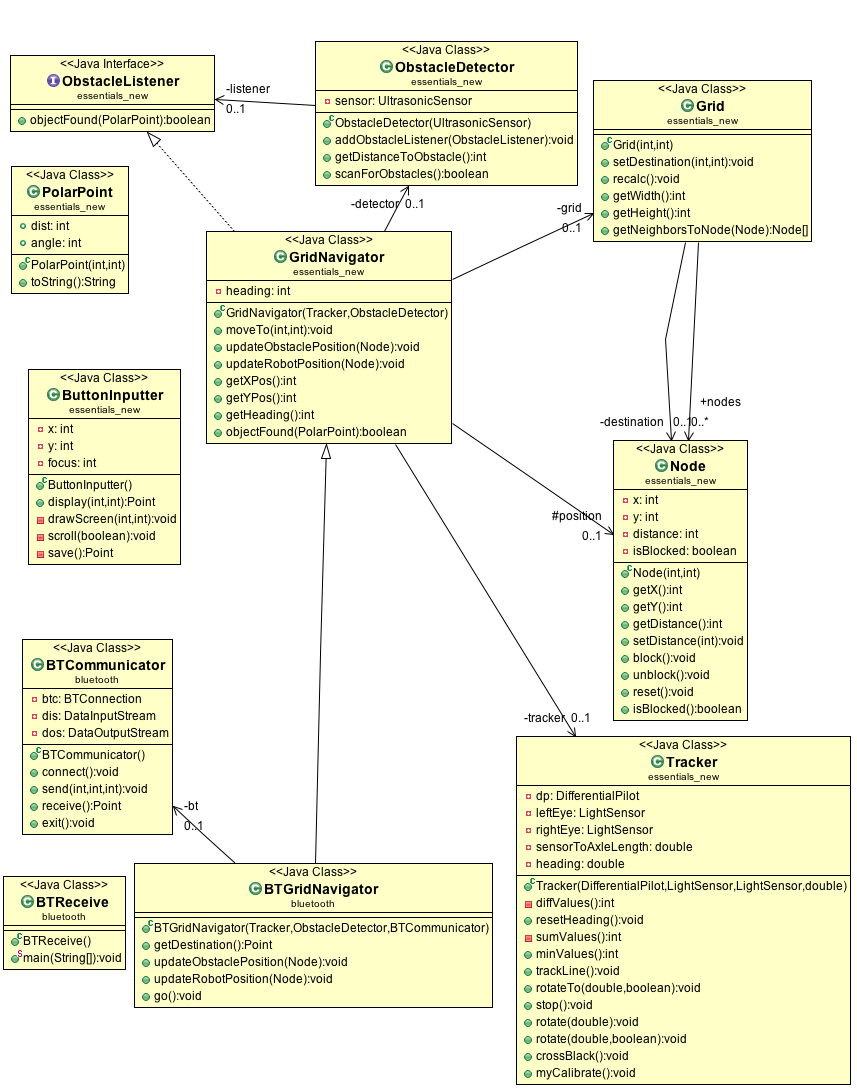 <<Java Interface>>
ObstacleListener
essentials_new
objectFound(PolarPoint):boolean
-listener
0..1
<<Java Class>>
ObstacleDetector
essentials_new
sensor: UltrasonicSensor
ObstacleDetector(UltrasonicSensor)
addObstacleListener(ObstacleListener):void
getDistanceToObstacle():int
scanForObstacles():boolean
<<Java Class>>
Grid
essentials_new
Grid(int,int)
setDestination(int,int):void
recalc():void
getWidth():int
getHeight():int
getNeighborsToNode(Node):Node[]
<<Java Class>>
PolarPoint
essentials_new
dist: int
angle: int
PolarPoint(int,int)
toString():String
-detector 0..1
-grid
0..1
<<Java Class>>
GridNavigator
essentials_new
heading: int
GridNavigator(Tracker,ObstacleDetector)
moveTo(int,int):void
updateObstaclePosition(Node):void
updateRobotPosition(Node):void
getXPos():int
getYPos():int
getHeading():int
objectFound(PolarPoint):boolean
<<Java Class>>
ButtonInputter
essentials_new
x: int
y: int
focus: int
ButtonInputter()
display(int,int):Point
drawScreen(int,int):void
scroll(boolean):void
save():Point
+nodes
-destination 0..1 0..*
<<Java Class>>
Node
essentials_new
x: int
y: int
distance: int
isBlocked: boolean
Node(int,int)
getX():int
getY():int
getDistance():int
setDistance(int):void
block():void
unblock():void
reset():void
isBlocked():boolean
#position
0..1
<<Java Class>>
BTCommunicator
bluetooth
btc: BTConnection
dis: DataInputStream
dos: DataOutputStream
BTCommunicator()
connect():void
send(int,int,int):void
receive():Point
exit():void
-tracker 0..1
<<Java Class>>
Tracker
essentials_new
dp: DifferentialPilot
leftEye: LightSensor
rightEye: LightSensor
sensorToAxleLength: double
heading: double
Tracker(DifferentialPilot,LightSensor,LightSensor,double)
diffValues():int
resetHeading():void
sumValues():int
minValues():int
trackLine():void
rotateTo(double,boolean):void
stop():void
rotate(double):void
rotate(double,boolean):void
crossBlack():void
myCalibrate():void
-bt
0..1
<<Java Class>>
BTReceive
bluetooth
BTReceive()
main(String[]):void
<<Java Class>>
BTGridNavigator
bluetooth
BTGridNavigator(Tracker,ObstacleDetector,BTCommunicator)
getDestination():Point
updateObstaclePosition(Node):void
updateRobotPosition(Node):void
go():void